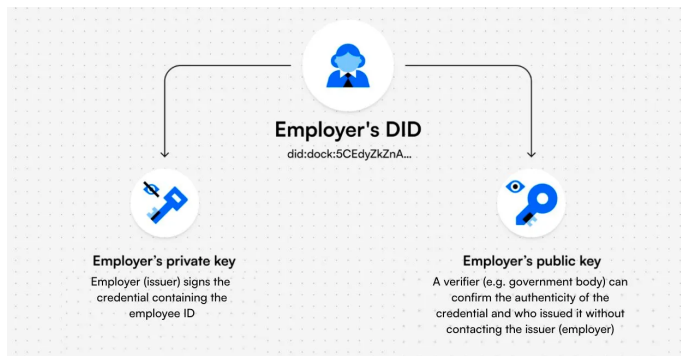 Employer's DID
did:dock:5CEdyZkZnA...
Employer's private key
Employer (issuer) signs the
credential containing the
employee ID
Employer's public key
A verifier (e.g. government body) can
confirm the authenticity of the
credential and who issued it without
contacting the issuer (employer)